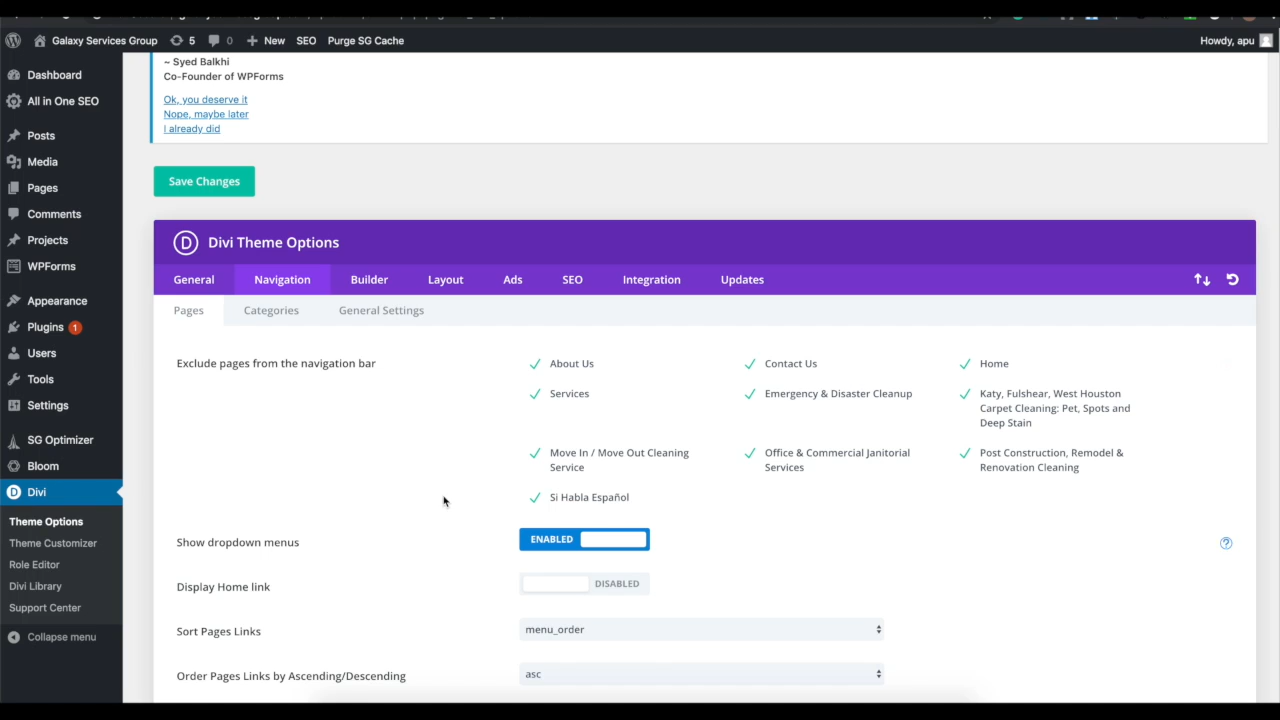 Galaxy Services Group 5 0 New SEO Purge SG Cache Howdy, apu
Dashboard
All in One SEO
Posts
Media
Pages
Comments
Projects
WPForms
Appearance
Plugins 1
Users
Tools
Settings
SG Optimizer
Bloom
Divi
Theme Options
Theme Customizer
Role Editor
Divi Library
Support Center
Collapse menu
~ Syed Balkhi
Co-Founder of WPForms
Ok, you deserve it
Nope, maybe later
I already did
Save Changes
D Divi Theme Options
General Navigation Builder Layout Ads SEO Integration Updates
Pages Categories General Settings
Exclude pages from the navigation bar
About Us
Contact Us
Home
Services
Emergency & Disaster Cleanup
Katy, Fulshear, West Houston
Carpet Cleaning: Pet, Spots and
Deep Stain
Move In / Move Out Cleaning
Service
Office & Commercial Janitorial
Services
Post Construction, Remodel &
Renovation Cleaning
Si Habla Español
Show dropdown menus ENABLED
Display Home link DISABLED
Sort Pages Links menu_order
Order Pages Links by Ascending/Descending asc